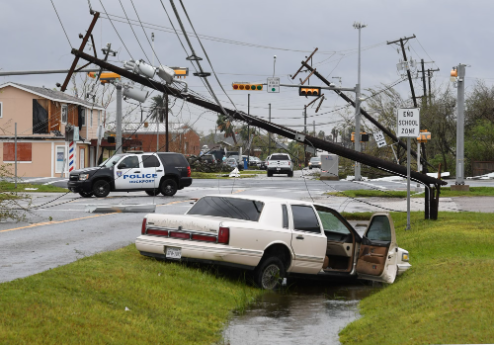 END
SCHOOL
ZONE
POLICE
ROCKPORT